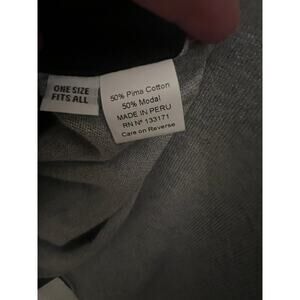 ONE SIZE
FITS ALL
50% Pima Cotton
50% Modal
MADE IN PERU
RN Nº 133171
Care on Reverse